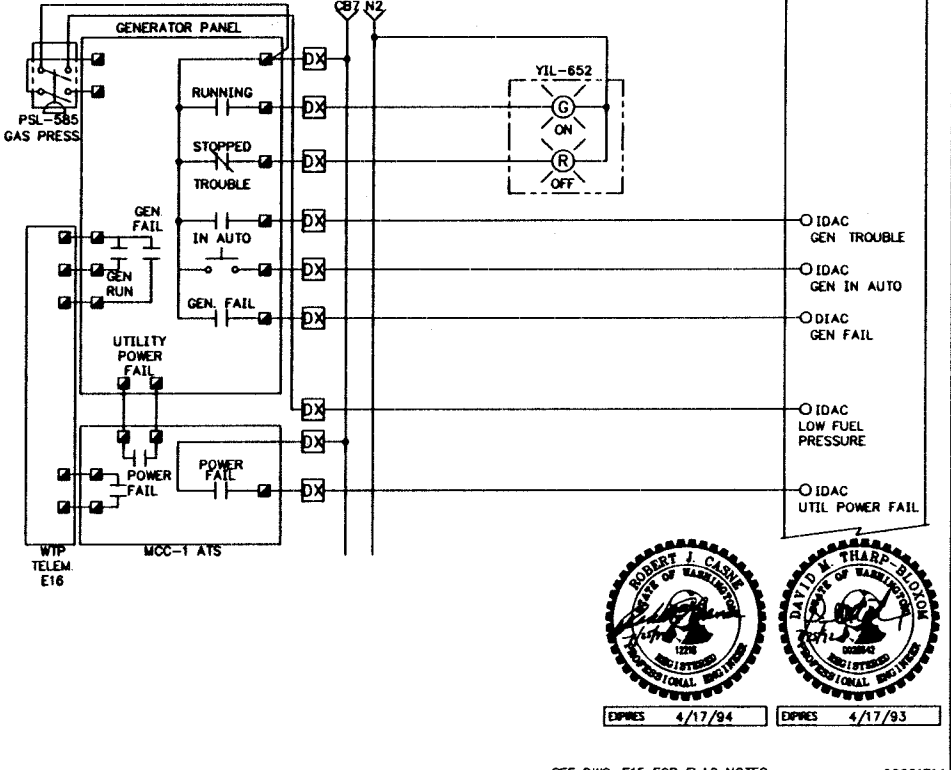 CB7 N2
GENERATOR PANEL
DX
YIL-652
RUNNING
DX
G
ON
PSL-585
GAS PRESS
STOPPED
DX
R
OFF
TROUBLE
GEN.
FAIL
DX
IDAC
GEN TROUBLE
IN AUTO
DX
IDAC
GEN IN AUTO
GEN
RUN
GEN. FAIL
DX
DIAC
GEN FAIL
UTILITY
POWER
FAIL
DX
IDAC
LOW FUEL
PRESSURE
DX
POWER
FAIL
POWER
FAIL
DX
IDAC
UTIL POWER FAIL
WTP
TELEM.
E16
MCC-1 ATS
ROBERT J. CASNE
STATE OF WASHINGTON
12216
REGISTERED
PROFESSIONAL ENGINEER
DAVID M. THARP-BLOXOM
STATE OF WASHINGTON
REGISTERED
PROFESSIONAL ENGINEER
EXPIRES 4/17/94
EXPIRES 4/17/93